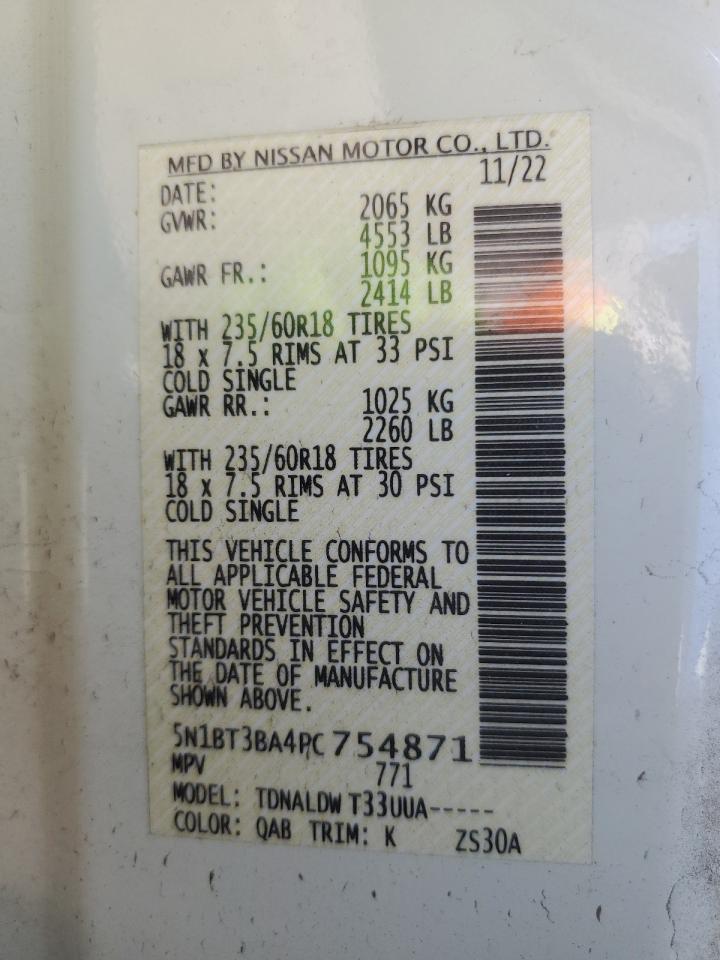 MFD BY NISSAN MOTOR CO., LTD.
DATE: 11/22
GVWR: 2065 KG
4553 LB
GAWR FR.: 1095 KG
2414 LB
WITH 235/60R18 TIRES
18 x 7.5 RIMS AT 33 PSI
COLD SINGLE
GAWR RR.: 1025 KG
2260 LB
WITH 235/60R18 TIRES
18 x 7.5 RIMS AT 30 PSI
COLD SINGLE
THIS VEHICLE CONFORMS TO
ALL APPLICABLE FEDERAL
MOTOR VEHICLE SAFETY AND
THEFT PREVENTION
STANDARDS IN EFFECT ON
THE DATE OF MANUFACTURE
SHOWN ABOVE.
5N1BT3BA4PC754871
MPV 771
MODEL: TDNALDW T33UUA-----
COLOR: QAB TRIM: K ZS30A